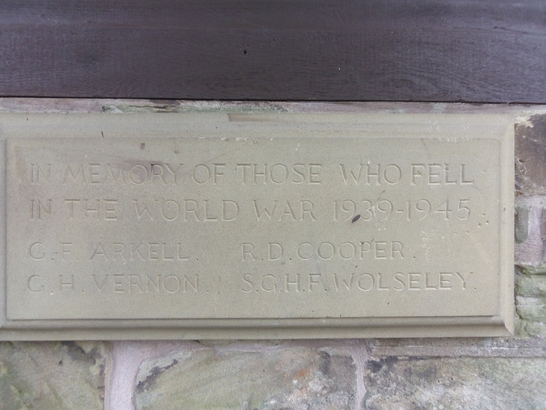 IN MEMORY OF THOSE WHO FELL
IN THE WORLD WAR 1939-1945
G. F. ARKELL. R.D. COOPER.
G. H. VERNON. S.G.H.F. WOLSELEY.